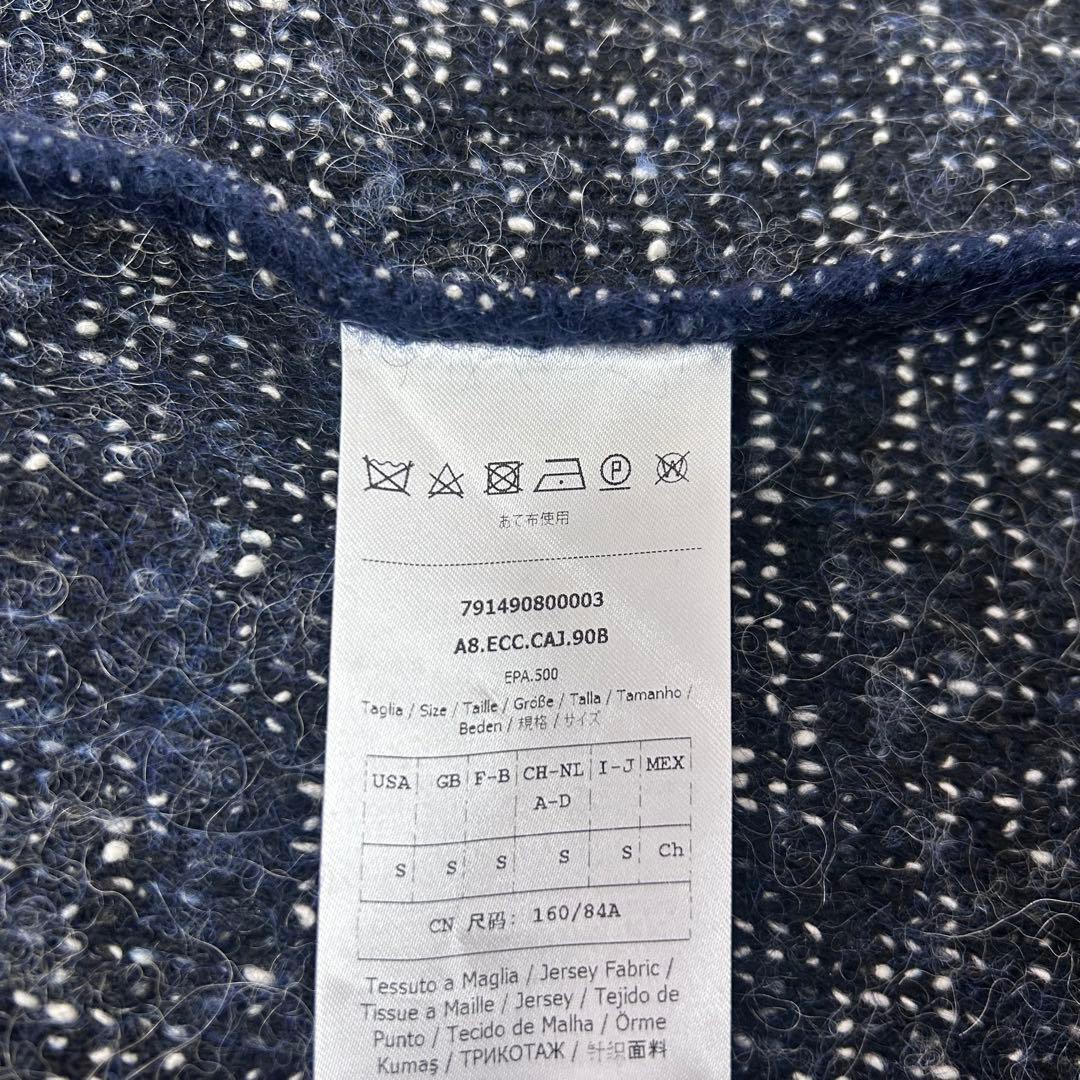 P W
あて布使用
791490800003
A8.ECC.CAJ.90B
EPA.500
Taglia / Size / Taille / Größe / Talla / Tamanho /
Beden / 規格 / サイズ
USA GB F-B CH-NL I-J MEX
A-D
S S S S S Ch
CN 尺码: 160/84A
Tessuto a Maglia / Jersey Fabric /
Tissue a Maille / Jersey / Tejido de
Punto / Tecido de Malha / Örme
Kumaş / ТРИКОТАЖ / 针织面料